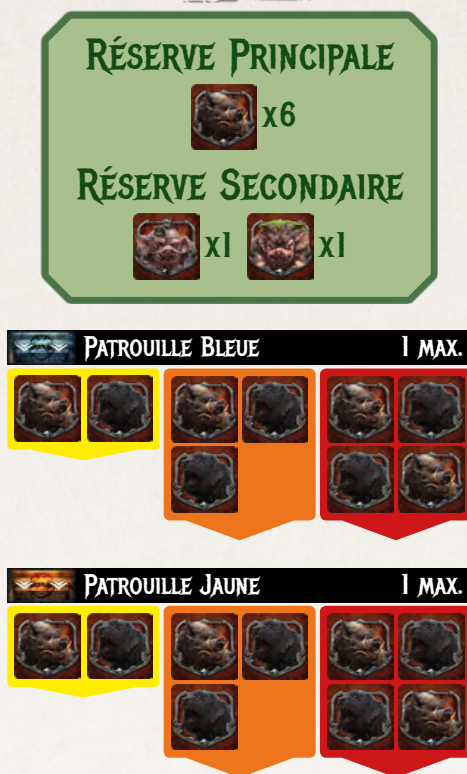 Réserve Principale
x6
Réserve Secondaire
x1 x1
Patrouille Bleue 1 max.
Patrouille Jaune 1 max.